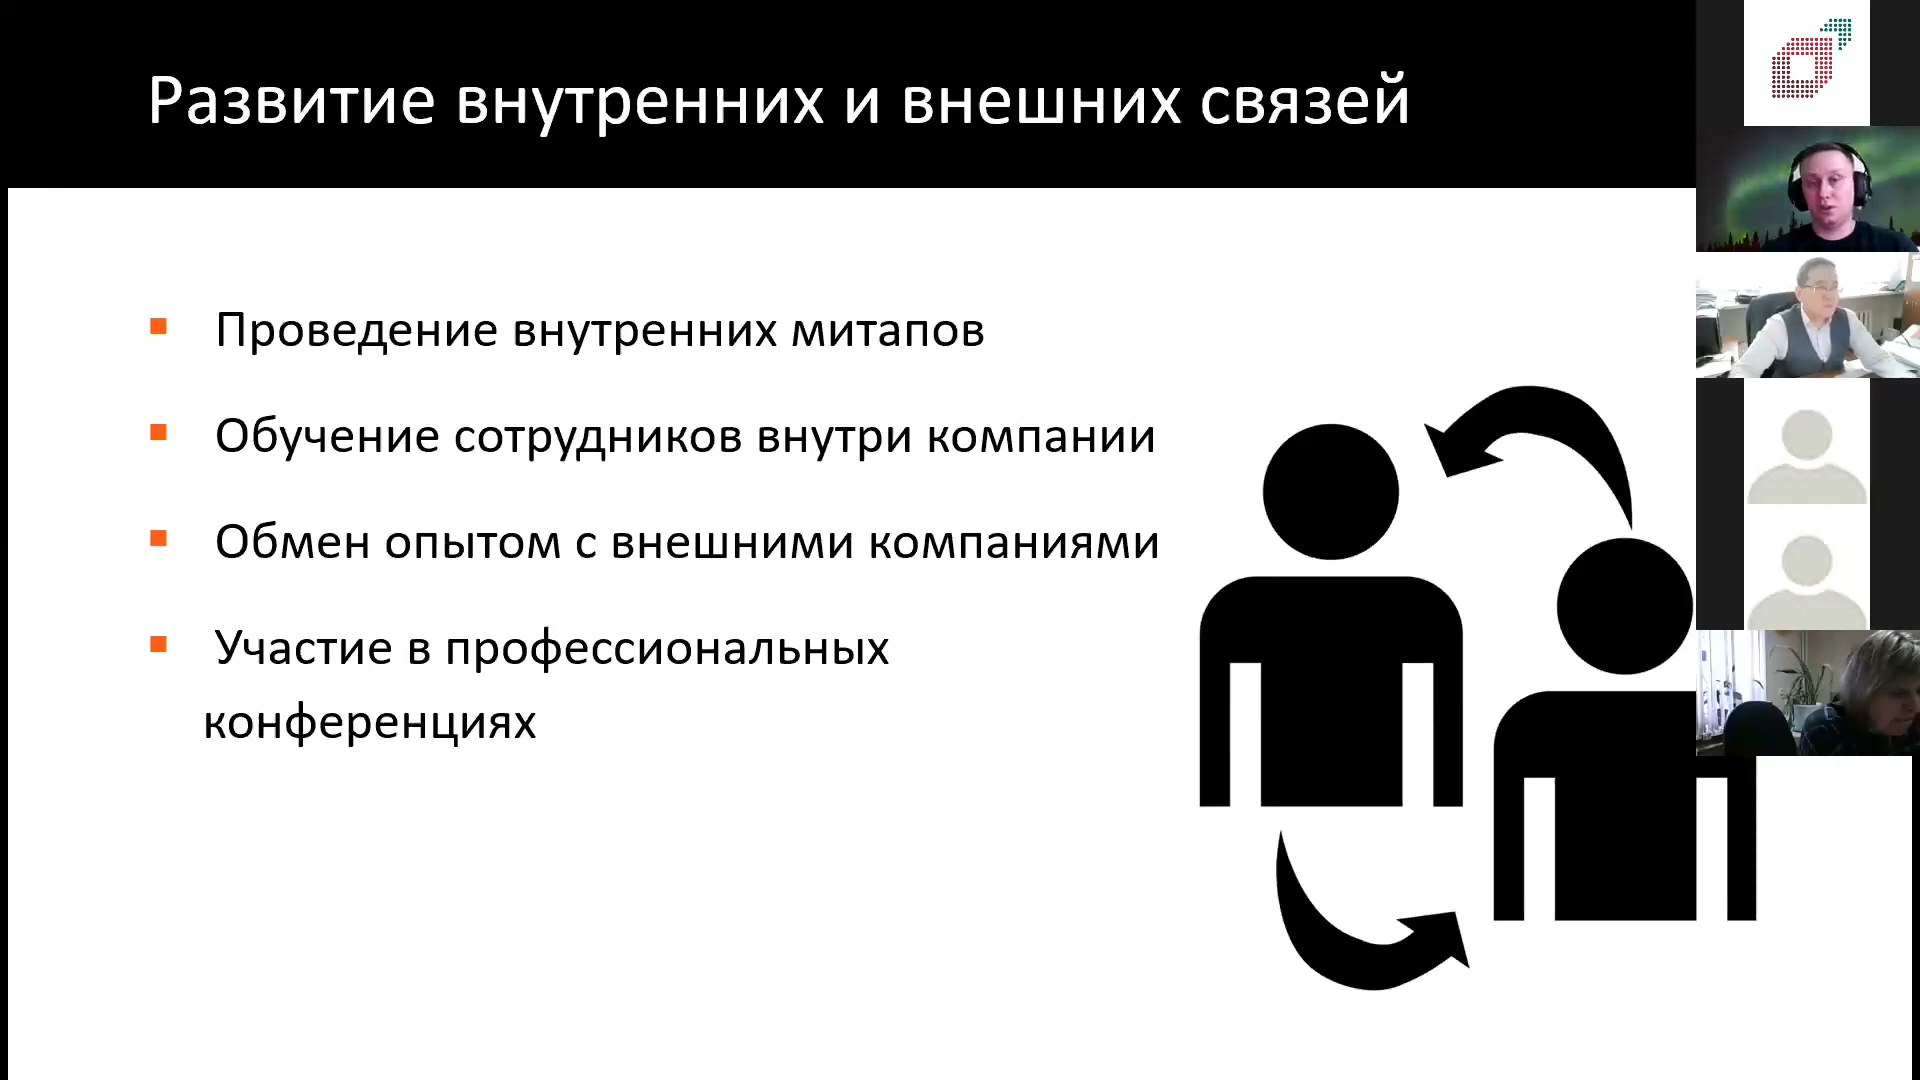 Развитие внутренних и внешних связей
Проведение внутренних митапов
Обучение сотрудников внутри компании
Обмен опытом с внешними компаниями
Участие в профессиональных
конференциях